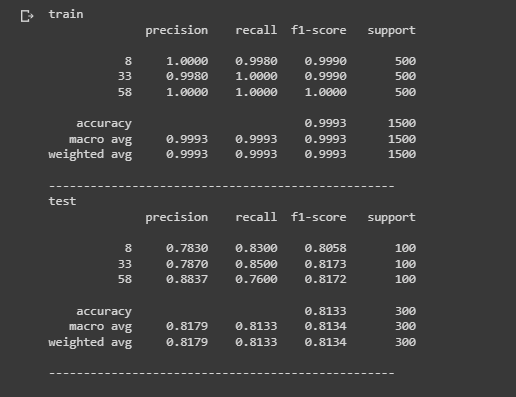 train
precision recall f1-score support
8 1.0000 0.9980 0.9990 500
33 0.9980 1.0000 0.9990 500
58 1.0000 1.0000 1.0000 500
accuracy 0.9993 1500
macro avg 0.9993 0.9993 0.9993 1500
weighted avg 0.9993 0.9993 0.9993 1500
--------------------------------------------------
test
precision recall f1-score support
8 0.7830 0.8300 0.8058 100
33 0.7870 0.8500 0.8173 100
58 0.8837 0.7600 0.8172 100
accuracy 0.8133 300
macro avg 0.8179 0.8133 0.8134 300
weighted avg 0.8179 0.8133 0.8134 300
--------------------------------------------------